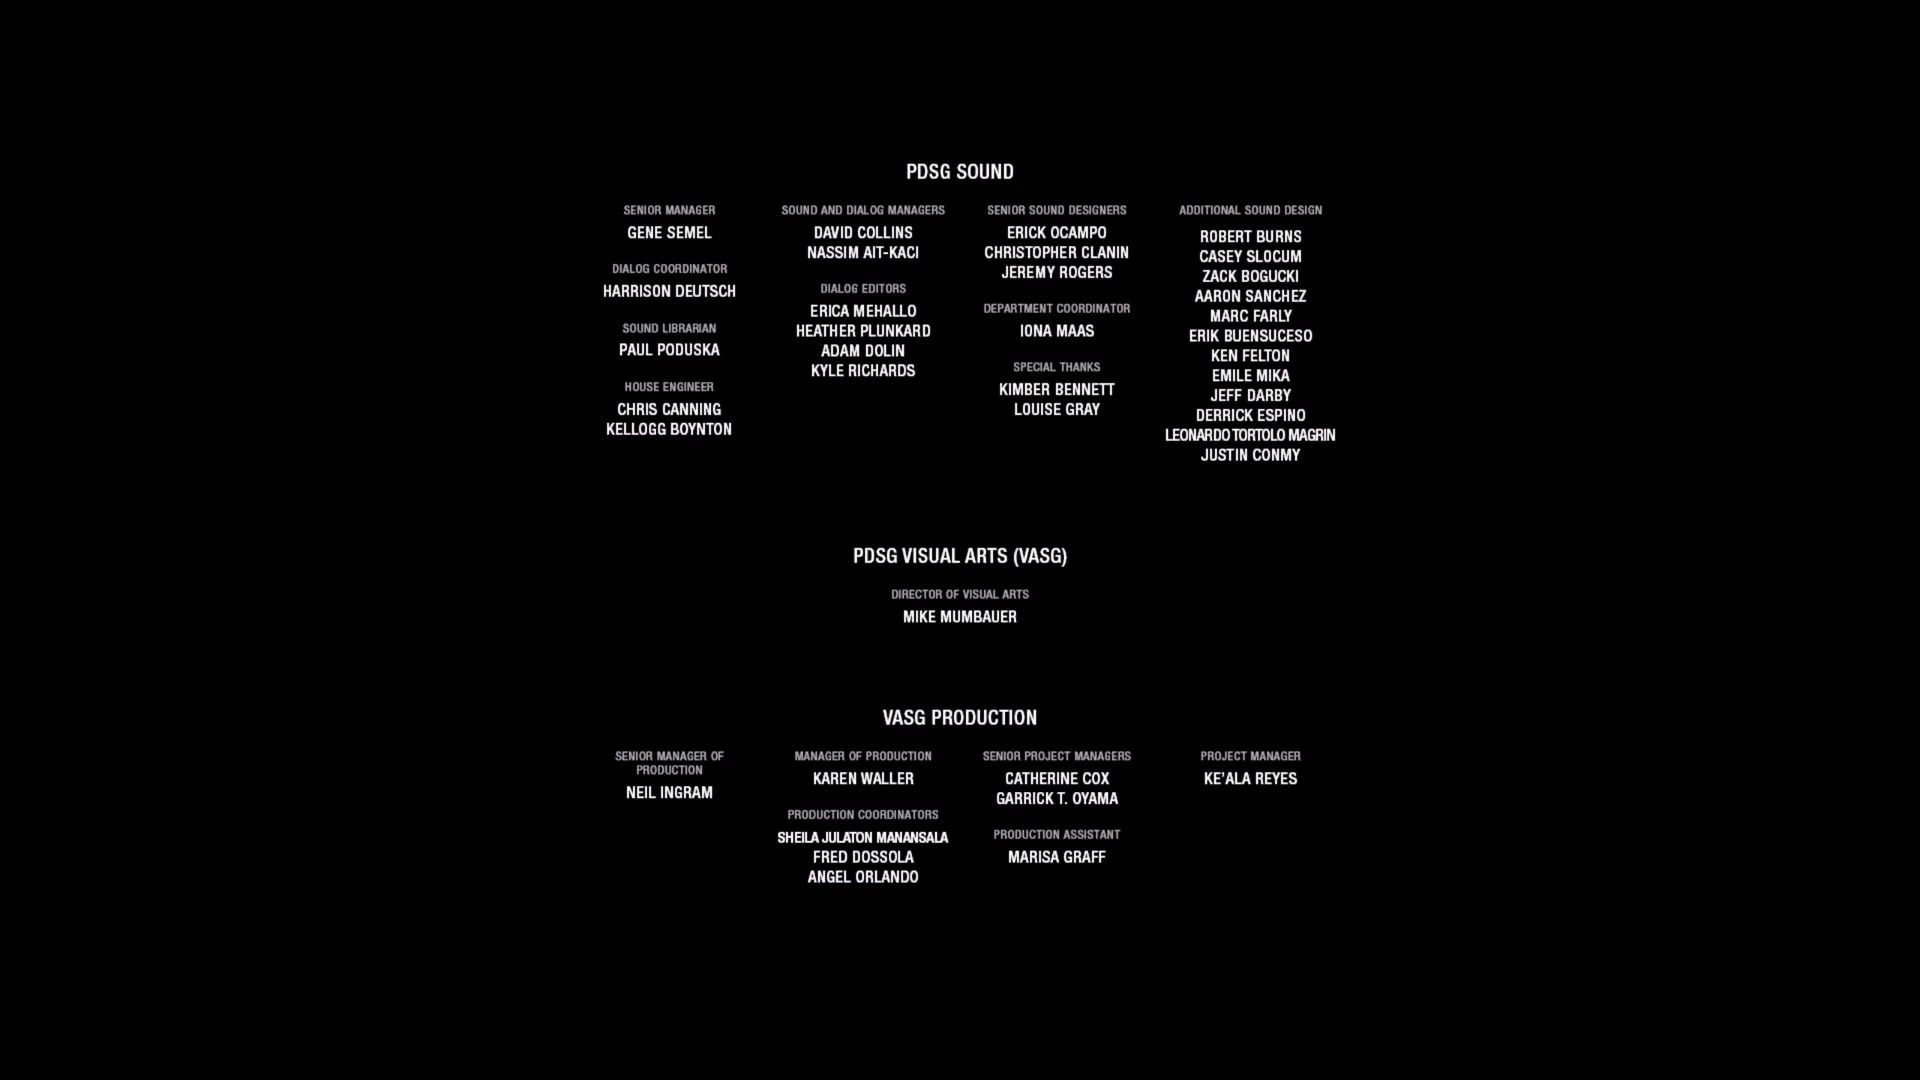 PDSG SOUND
SENIOR MANAGER
GENE SEMEL
DIALOG COORDINATOR
HARRISON DEUTSCH
SOUND LIBRARIAN
PAUL PODUSKA
HOUSE ENGINEER
CHRIS CANNING
KELLOGG BOYNTON
SOUND AND DIALOG MANAGERS
DAVID COLLINS
NASSIM AIT-KACI
DIALOG EDITORS
ERICA MEHALLO
HEATHER PLUNKARD
ADAM DOLIN
KYLE RICHARDS
SENIOR SOUND DESIGNERS
ERICK OCAMPO
CHRISTOPHER CLANIN
JEREMY ROGERS
DEPARTMENT COORDINATOR
IONA MAAS
SPECIAL THANKS
KIMBER BENNETT
LOUISE GRAY
ADDITIONAL SOUND DESIGN
ROBERT BURNS
CASEY SLOCUM
ZACK BOGUCKI
AARON SANCHEZ
MARC FARLY
ERIK BUENSUCESO
KEN FELTON
EMILE MIKA
JEFF DARBY
DERRICK ESPINO
LEONARDO TORTOLO MAGRIN
JUSTIN CONMY
PDSG VISUAL ARTS (VASG)
DIRECTOR OF VISUAL ARTS
MIKE MUMBAUER
VASG PRODUCTION
SENIOR MANAGER OF
PRODUCTION
NEIL INGRAM
MANAGER OF PRODUCTION
KAREN WALLER
PRODUCTION COORDINATORS
SHEILA JULATON MANANSALA
FRED DOSSOLA
ANGEL ORLANDO
SENIOR PROJECT MANAGERS
CATHERINE COX
GARRICK T. OYAMA
PRODUCTION ASSISTANT
MARISA GRAFF
PROJECT MANAGER
KE'ALA REYES